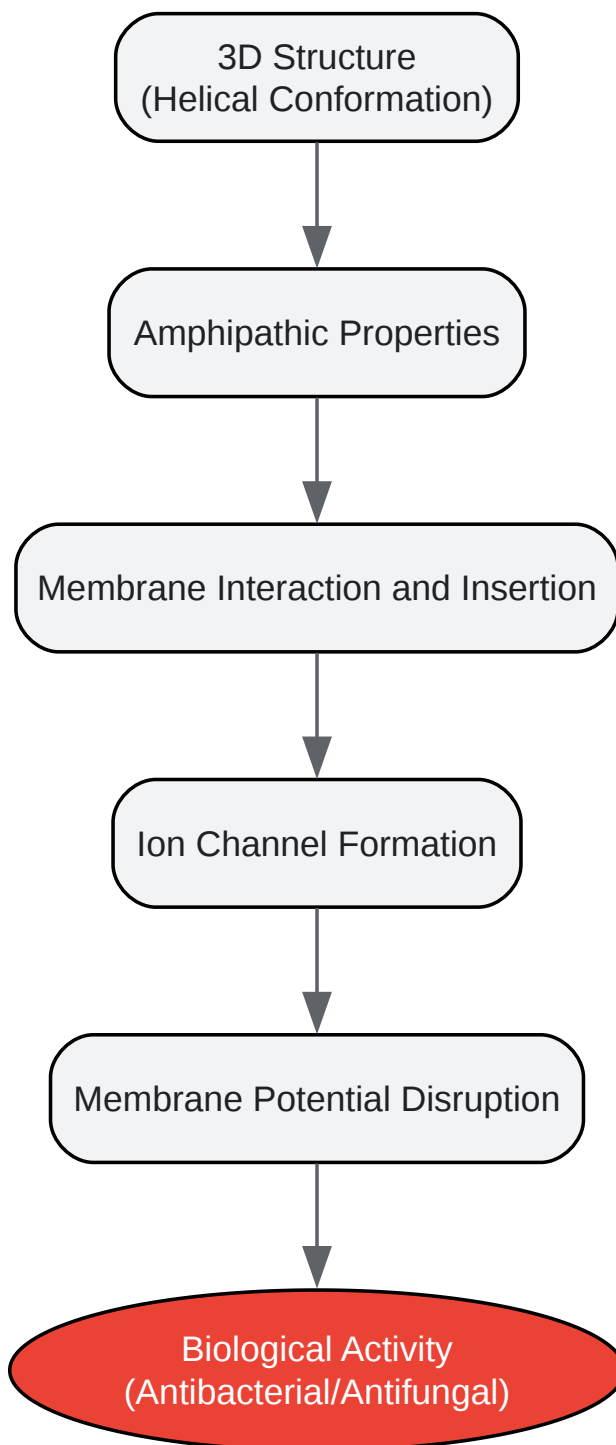 3D Structure
(Helical Conformation)
Amphipathic Properties
Membrane Interaction and Insertion
Ion Channel Formation
Membrane Potential Disruption
Biological Activity
(Antibacterial/Antifungal)